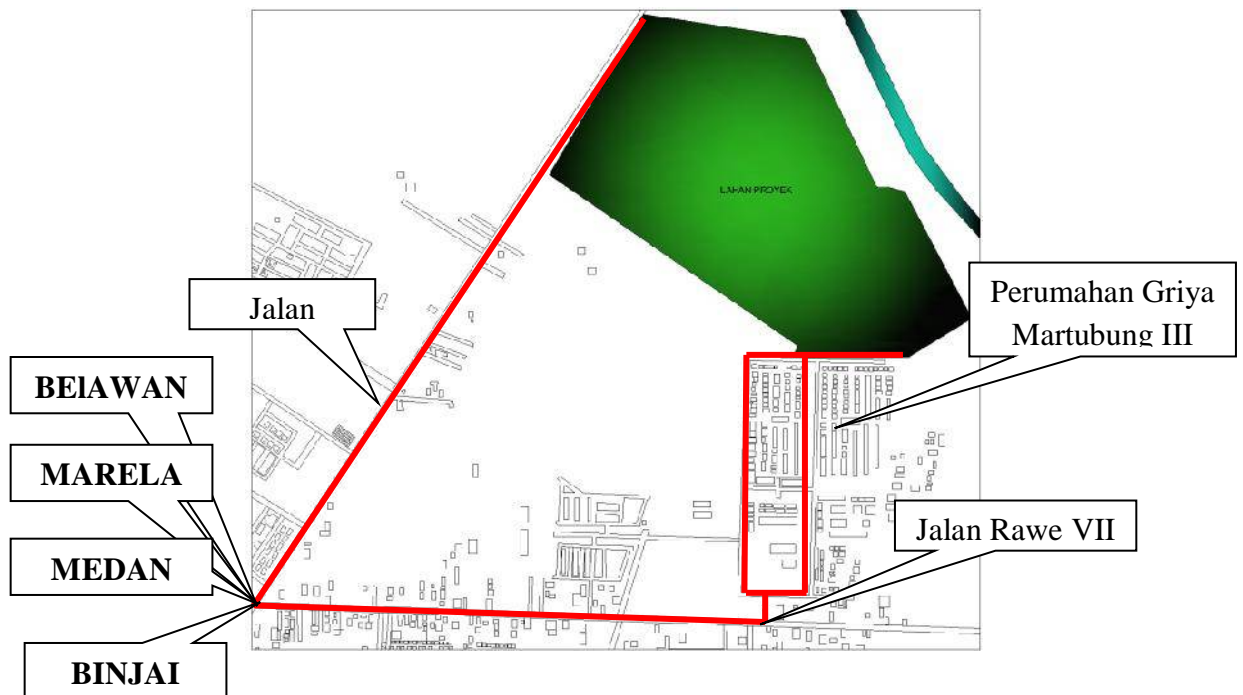 LAHAN PROYEK
Jalan
Perumahan Griya
Martubung III
BElAWAN
MARELA
MEDAN
BINJAI
Jalan Rawe VII